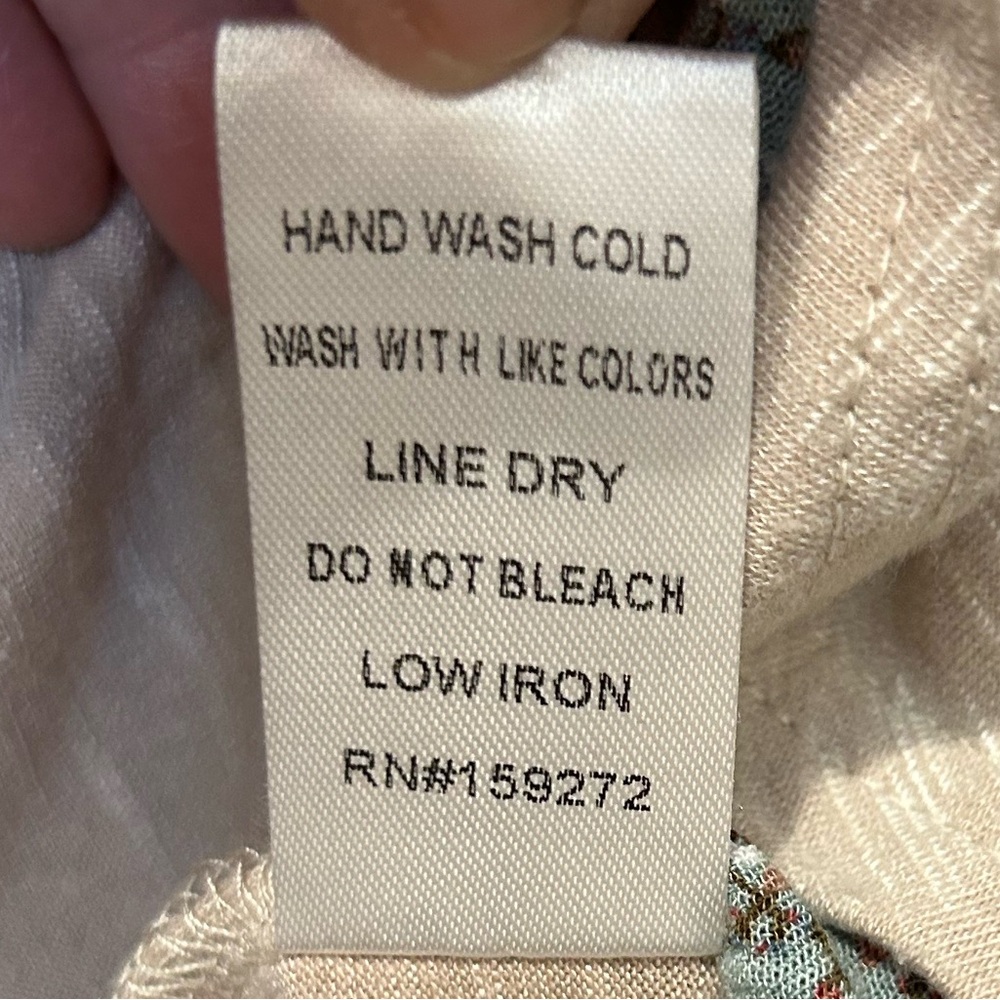 HAND WASH COLD
WASH WITH LIKE COLORS
LINE DRY
DO NOT BLEACH
LOW IRON
RN#159272